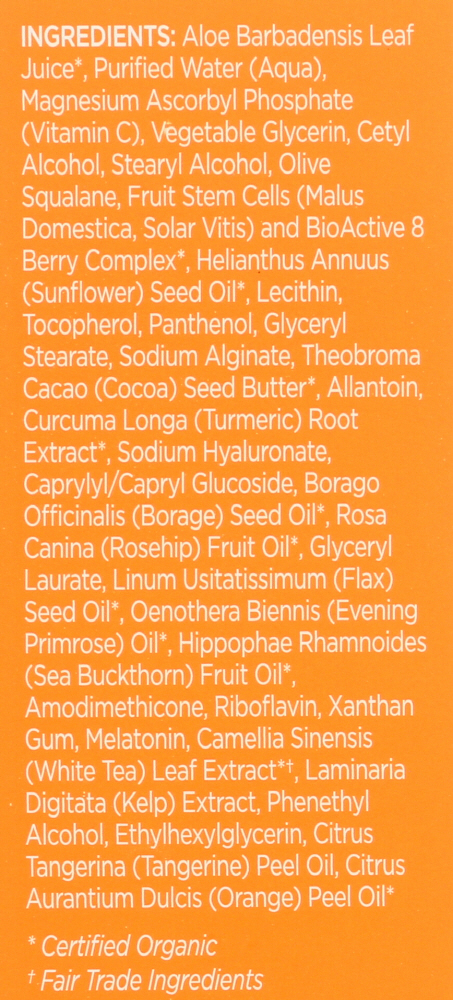 INGREDIENTS: Aloe Barbadensis Leaf
Juice*, Purified Water (Aqua),
Magnesium Ascorbyl Phosphate
(Vitamin C), Vegetable Glycerin, Cetyl
Alcohol, Stearyl Alcohol, Olive
Squalane, Fruit Stem Cells (Malus
Domestica, Solar Vitis) and BioActive 8
Berry Complex*, Helianthus Annuus
(Sunflower) Seed Oil*, Lecithin,
Tocopherol, Panthenol, Glyceryl
Stearate, Sodium Alginate, Theobroma
Cacao (Cocoa) Seed Butter*, Allantoin,
Curcuma Longa (Turmeric) Root
Extract*, Sodium Hyaluronate,
Caprylyl/Capryl Glucoside, Borago
Officinalis (Borage) Seed Oil*, Rosa
Canina (Rosehip) Fruit Oil*, Glyceryl
Laurate, Linum Usitatissimum (Flax)
Seed Oil*, Oenothera Biennis (Evening
Primrose) Oil*, Hippophae Rhamnoides
(Sea Buckthorn) Fruit Oil*,
Amodimethicone, Riboflavin, Xanthan
Gum, Melatonin, Camellia Sinensis
(White Tea) Leaf Extract*†, Laminaria
Digitata (Kelp) Extract, Phenethyl
Alcohol, Ethylhexylglycerin, Citrus
Tangerina (Tangerine) Peel Oil, Citrus
Aurantium Dulcis (Orange) Peel Oil*
* Certified Organic
† Fair Trade Ingredients